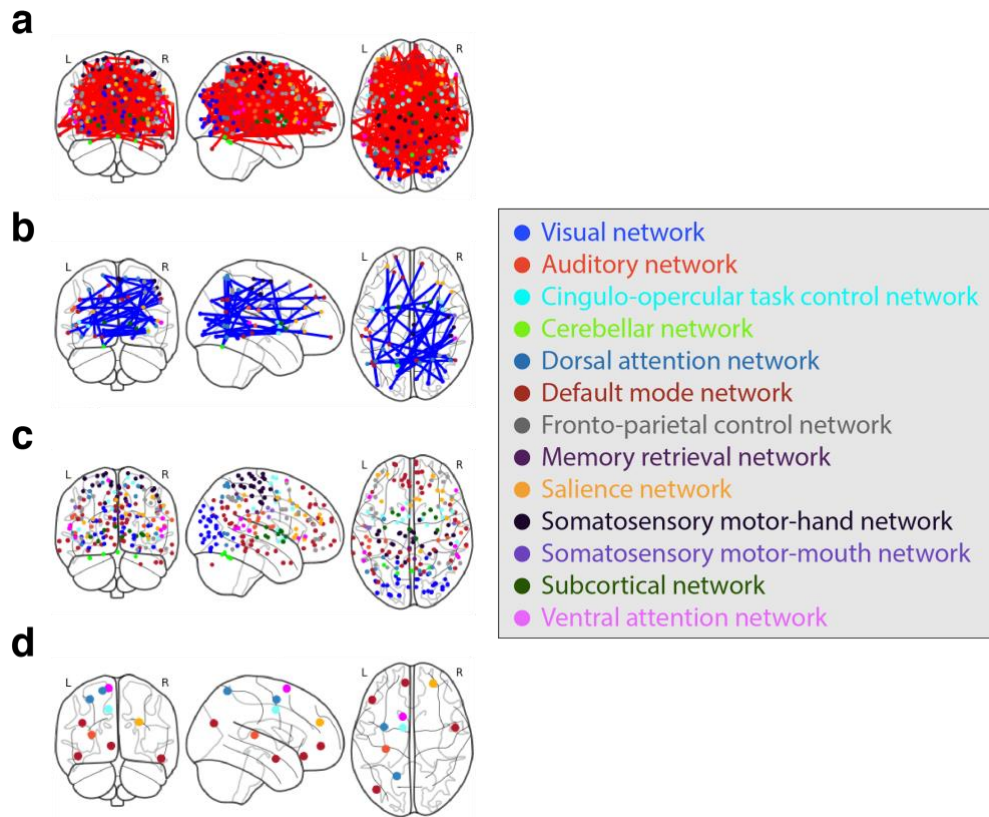 a
L R L R
b
L R L R
c
L R L R
d
L R L R
Visual network
Auditory network
Cingulo-opercular task control network
Cerebellar network
Dorsal attention network
Default mode network
Fronto-parietal control network
Memory retrieval network
Salience network
Somatosensory motor-hand network
Somatosensory motor-mouth network
Subcortical network
Ventral attention network